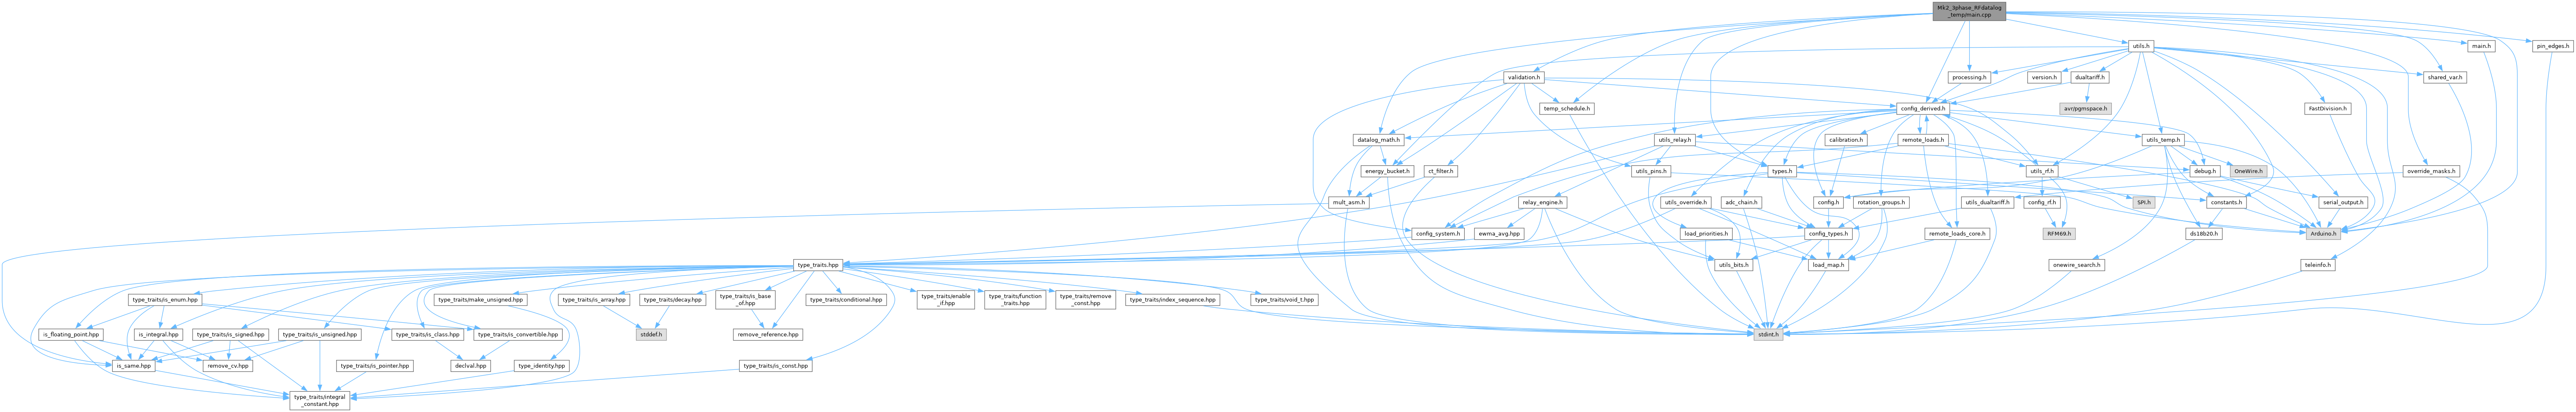 Mk2_3phase_RFdatalog
_temp/main.cpp
utils.h
main.h
pin_edges.h
validation.h
processing.h
version.h
dualtariff.h
shared_var.h
temp_schedule.h
config_derived.h
avr/pgmspace.h
FastDivision.h
datalog_math.h
utils_relay.h
calibration.h
remote_loads.h
utils_temp.h
energy_bucket.h
ct_filter.h
utils_pins.h
types.h
utils_rf.h
debug.h
OneWire.h
override_masks.h
mult_asm.h
relay_engine.h
utils_override.h
adc_chain.h
config.h
rotation_groups.h
utils_dualtariff.h
config_rf.h
SPI.h
constants.h
serial_output.h
config_system.h
ewma_avg.hpp
load_priorities.h
config_types.h
remote_loads_core.h
RFM69.h
ds18b20.h
Arduino.h
type_traits.hpp
utils_bits.h
load_map.h
onewire_search.h
teleinfo.h
type_traits/is_enum.hpp
type_traits/make_unsigned.hpp
type_traits/is_array.hpp
type_traits/decay.hpp
type_traits/is_base
_of.hpp
type_traits/conditional.hpp
type_traits/enable
_if.hpp
type_traits/function
_traits.hpp
type_traits/remove
_const.hpp
type_traits/index_sequence.hpp
type_traits/void_t.hpp
is_floating_point.hpp
is_integral.hpp
type_traits/is_signed.hpp
type_traits/is_unsigned.hpp
type_traits/is_class.hpp
type_traits/is_convertible.hpp
stddef.h
remove_reference.hpp
stdint.h
is_same.hpp
remove_cv.hpp
type_traits/is_pointer.hpp
declval.hpp
type_identity.hpp
type_traits/is_const.hpp
type_traits/integral
_constant.hpp